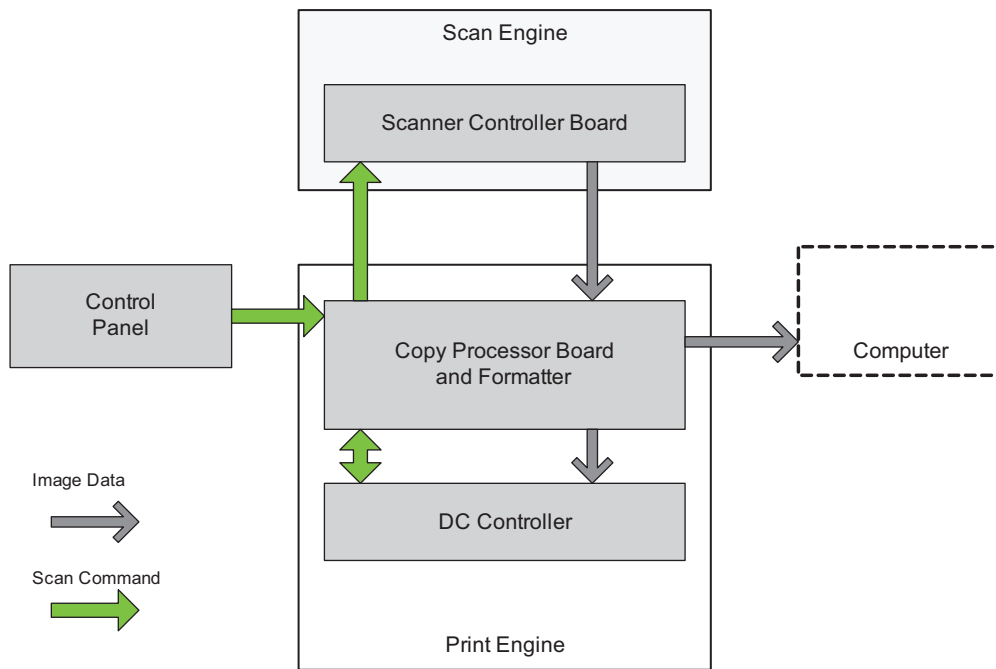 Scan Engine
Scanner Controller Board
Control
Panel
Copy Processor Board
and Formatter
Computer
Image Data
DC Controller
Scan Command
Print Engine